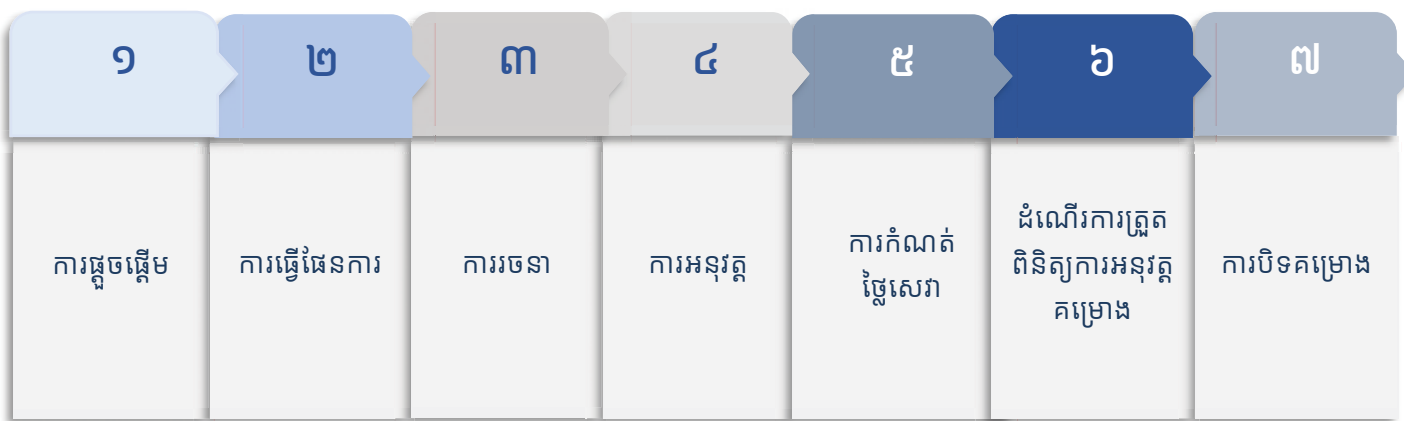 ១ ២ ៣ ៤ ៥ ៦ ៧
ការផ្តួចផ្តើម
ការធ្វើផែនការ
ការរចនា
ការអនុវត្ត
ការកំណត់
ថ្លៃសេវា
ដំណើរការត្រួត
ពិនិត្យការអនុវត្ត
គម្រោង
ការបិទគម្រោង